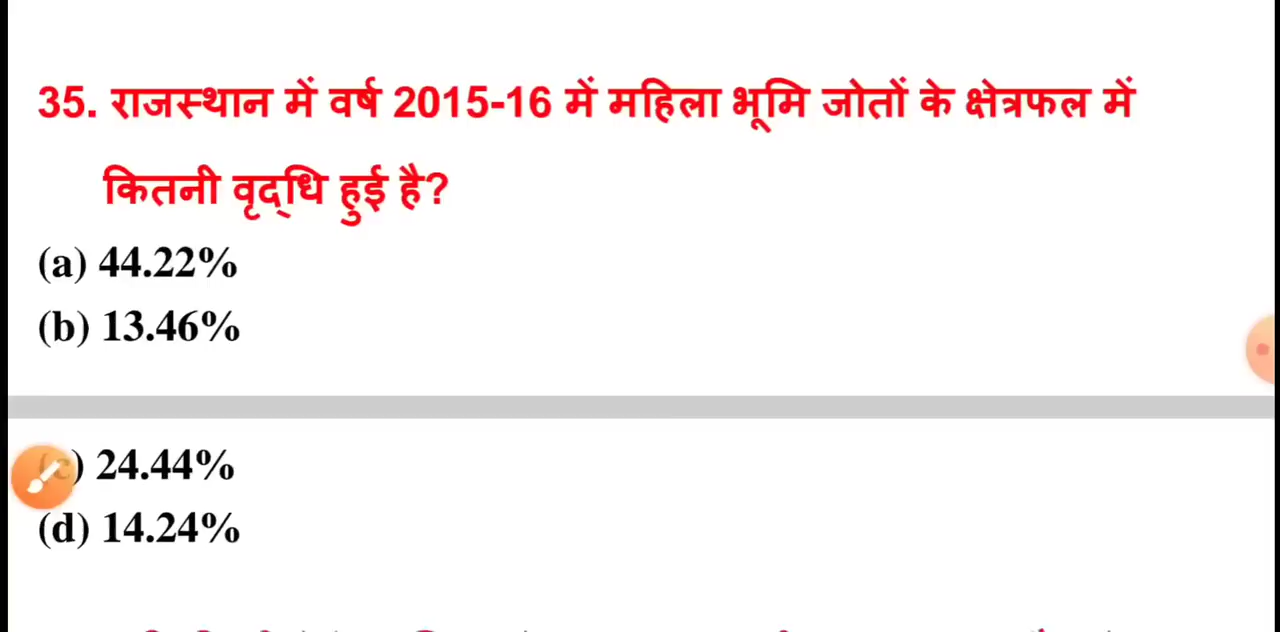 35. राजस्थान में वर्ष 2015-16 में महिला भूमि जोतों के क्षेत्रफल में
कितनी वृद्धि हुई है?
(a) 44.22%
(b) 13.46%
(c) 24.44%
(d) 14.24%